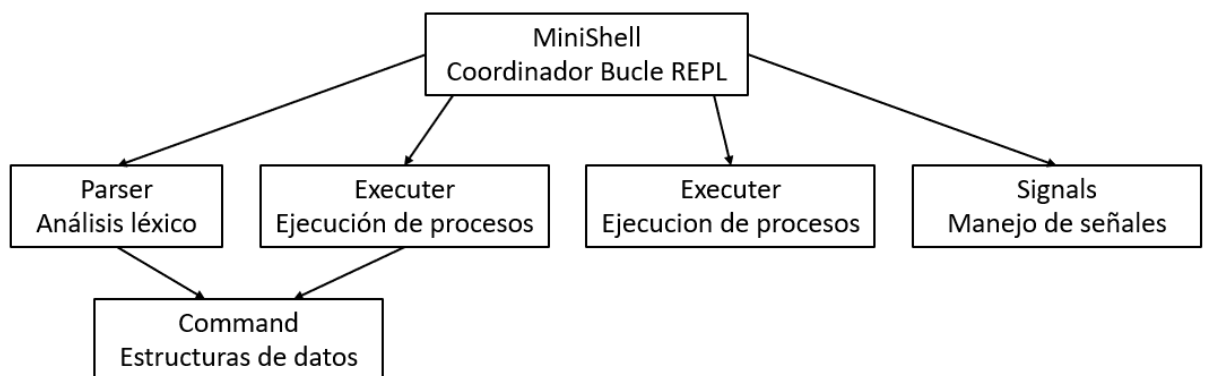 MiniShell
Coordinador Bucle REPL
Parser
Análisis léxico
Executer
Ejecución de procesos
Executer
Ejecucion de procesos
Signals
Manejo de señales
Command
Estructuras de datos